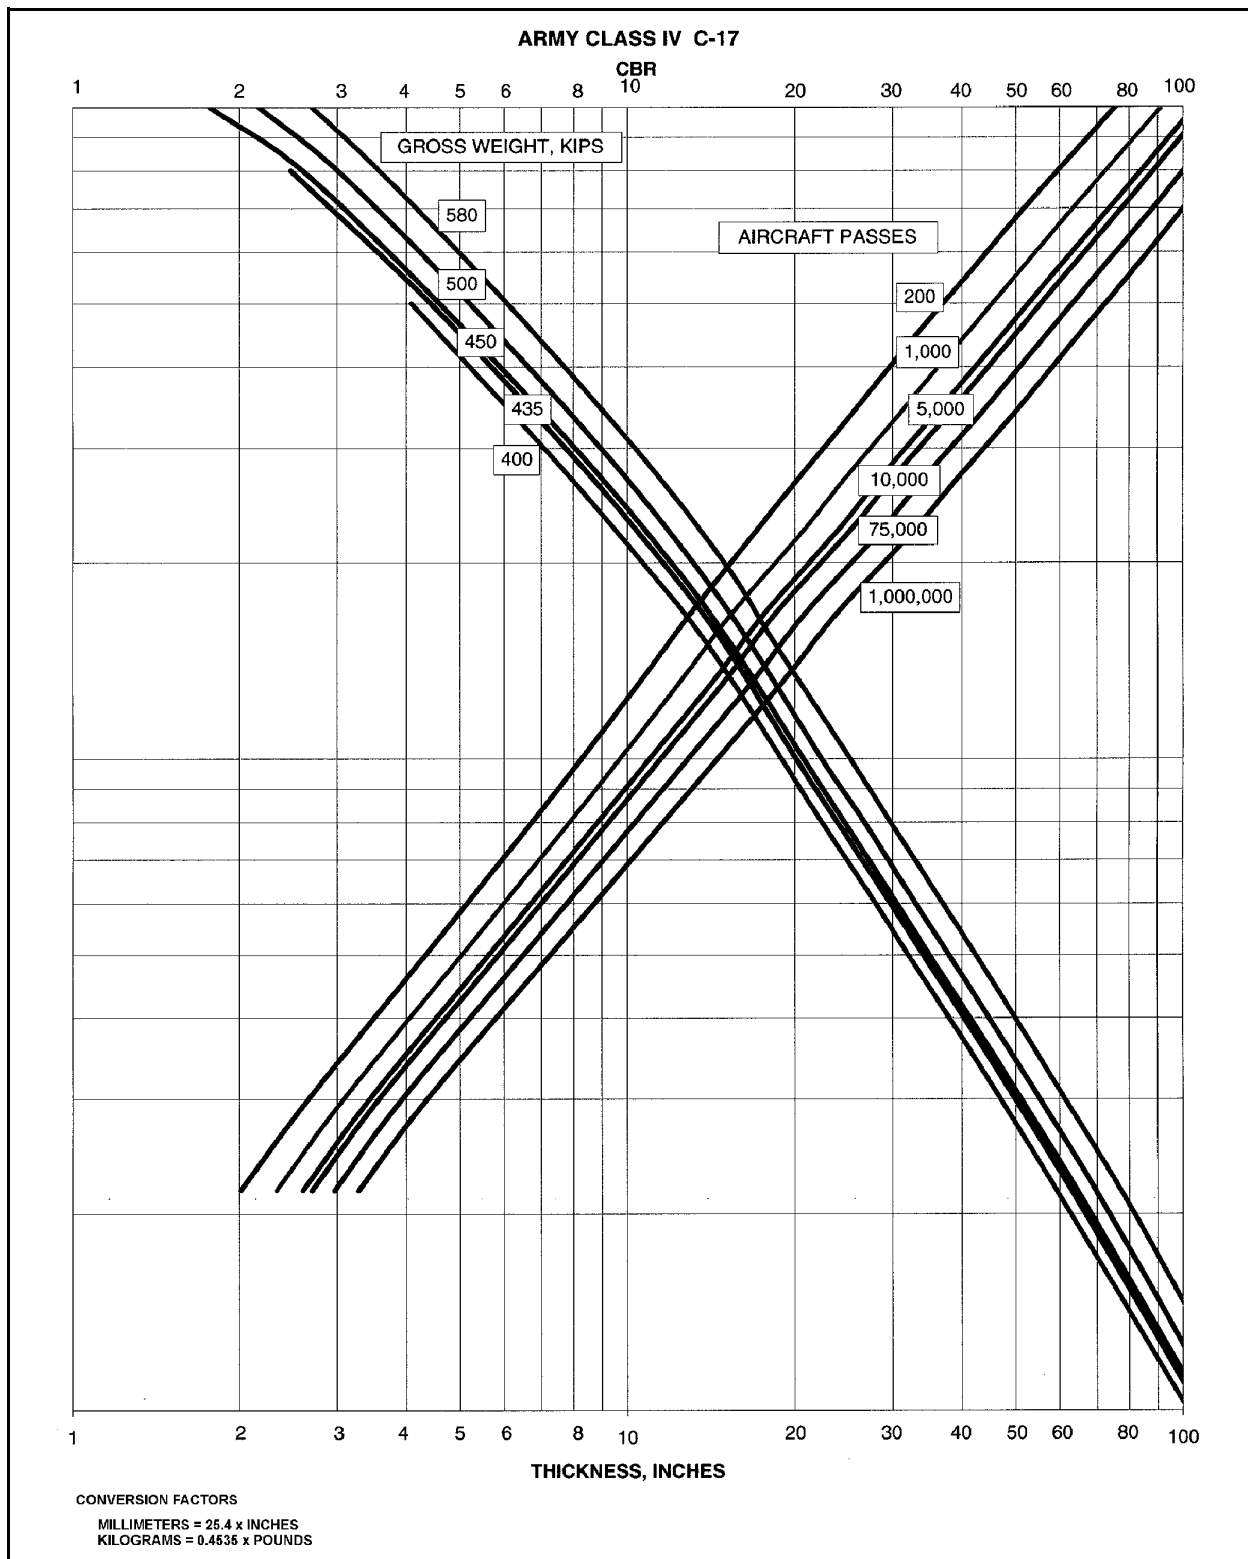 ARMY CLASS IV C-17
CBR
1 2 3 4 5 6 8 10 20 30 40 50 60 80 100
GROSS WEIGHT, KIPS
580
AIRCRAFT PASSES
500
200
450
1,000
435
5,000
400
10,000
75,000
1,000,000
1 2 3 4 5 6 8 10 20 30 40 50 60 80 100
THICKNESS, INCHES
CONVERSION FACTORS
MILLIMETERS = 25.4 x INCHES
KILOGRAMS = 0.4535 x POUNDS